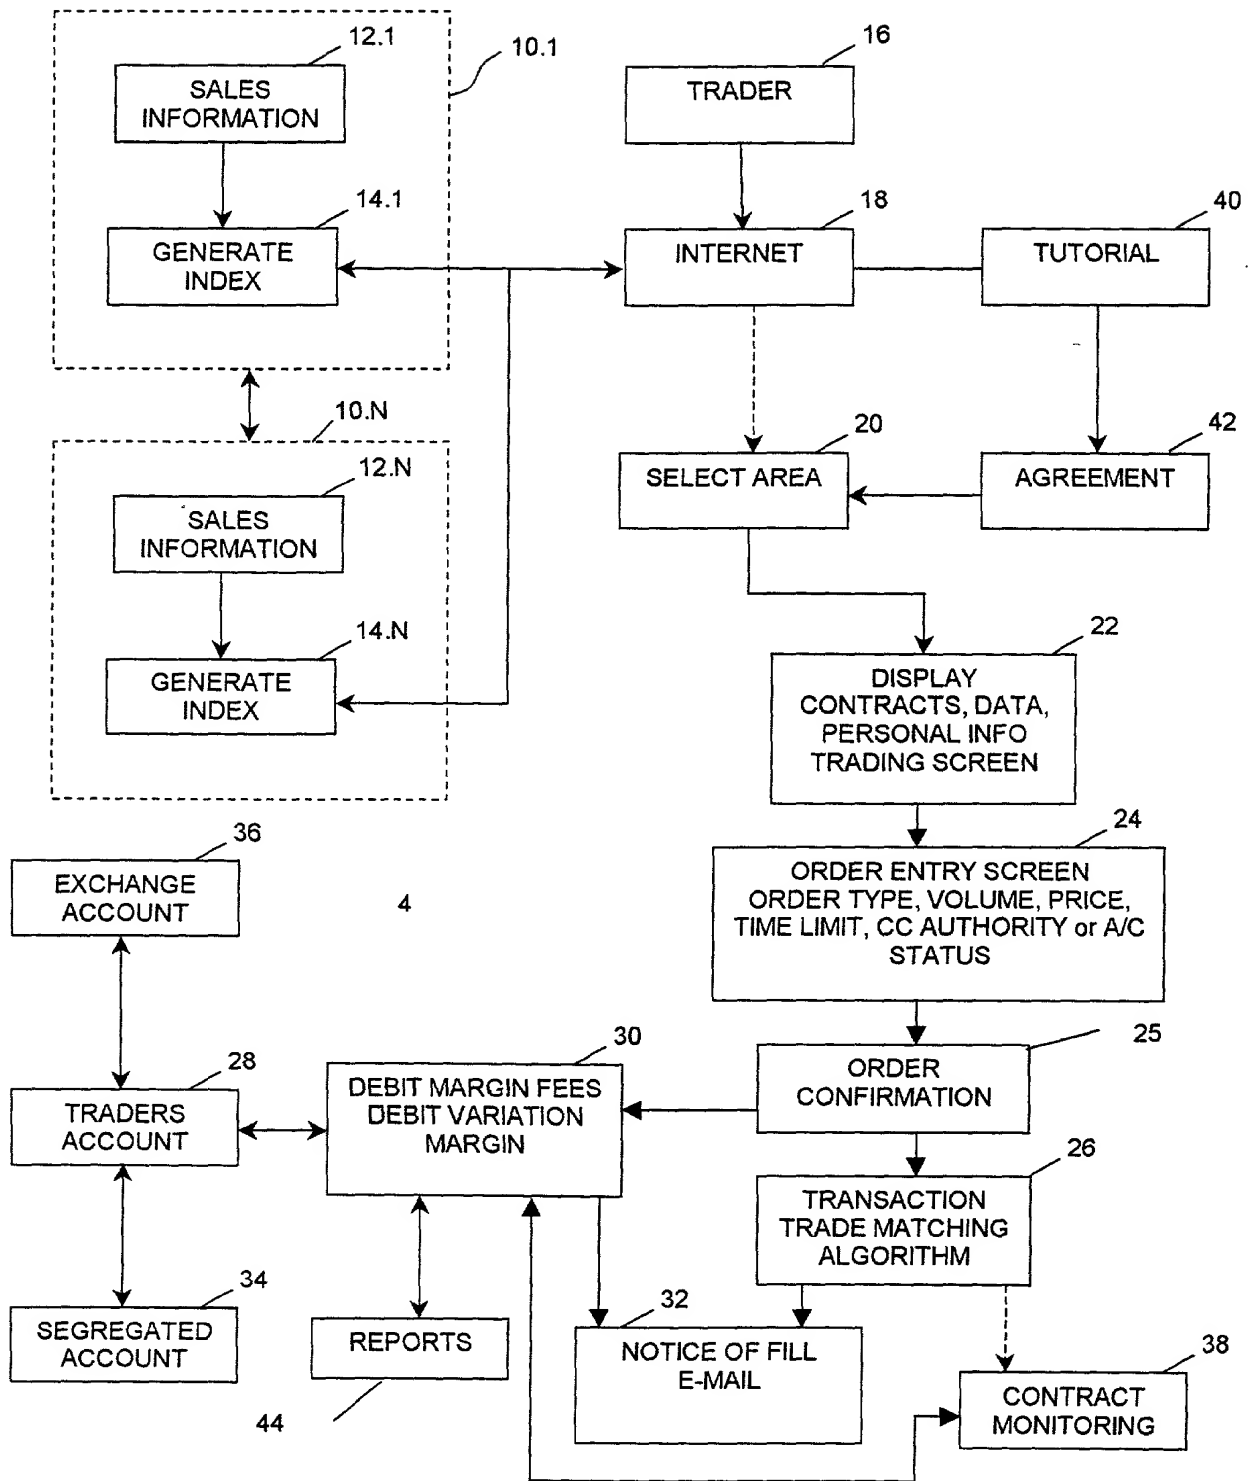 12.1
10.1
16
SALES
INFORMATION
TRADER
14.1
18
40
GENERATE
INDEX
INTERNET
TUTORIAL
10.N
20
42
12.N
SELECT AREA
AGREEMENT
SALES
INFORMATION
14.N
22
GENERATE
INDEX
DISPLAY
CONTRACTS, DATA,
PERSONAL INFO
TRADING SCREEN
36
24
EXCHANGE
ACCOUNT
4
ORDER ENTRY SCREEN
ORDER TYPE, VOLUME, PRICE,
TIME LIMIT, CC AUTHORITY or A/C
STATUS
28
30
25
TRADERS
ACCOUNT
DEBIT MARGIN FEES
DEBIT VARIATION
MARGIN
ORDER
CONFIRMATION
26
TRANSACTION
TRADE MATCHING
ALGORITHM
34
32
SEGREGATED
ACCOUNT
REPORTS
NOTICE OF FILL
E-MAIL
38
44
CONTRACT
MONITORING